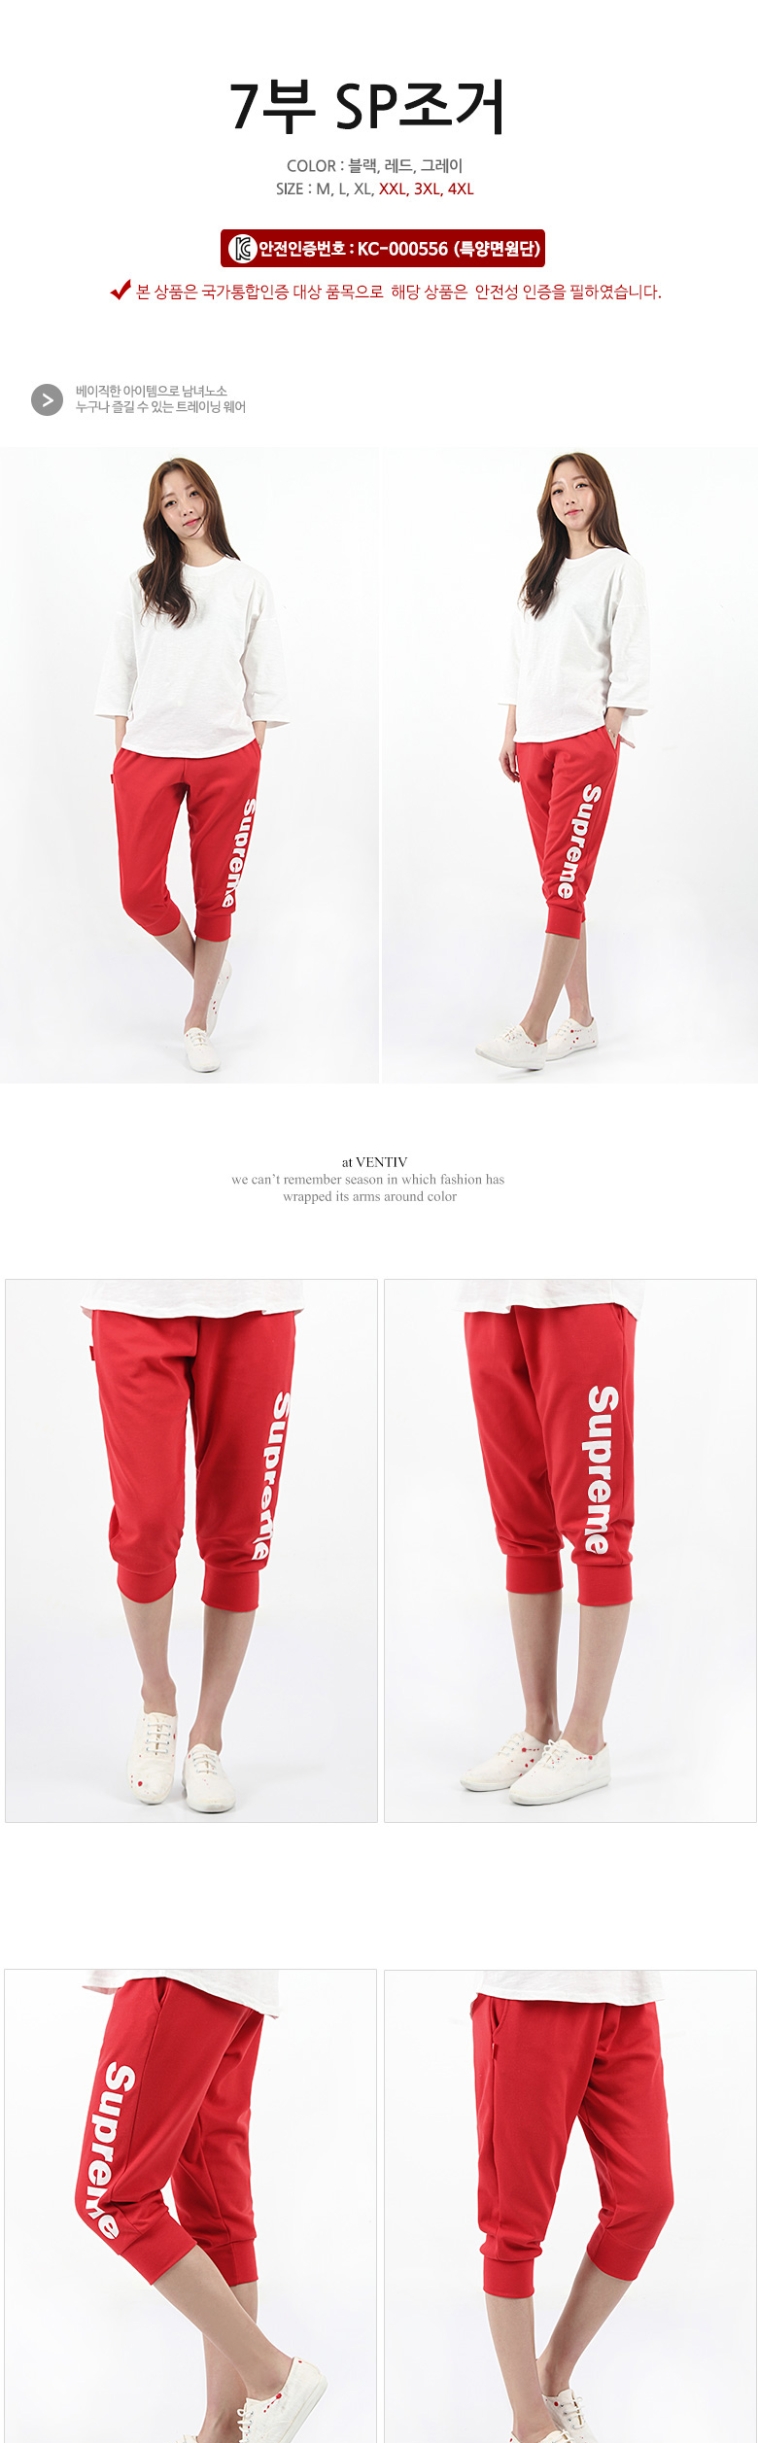 7부 SP조거
COLOR : 블랙, 레드, 그레이
SIZE : M, L, XL, XXL, 3XL, 4XL
안전인증번호 : KC-000556 (특양면원단)
본 상품은 국가통합인증 대상 품목으로 해당 상품은 안전성 인증을 필하였습니다.
베이직한 아이템으로 남녀노소
누구나 즐길 수 있는 트레이닝 웨어
Supreme
Supreme
at VENTIV
we can't remember season in which fashion has
wrapped its arms around color
Supreme
Supreme
Supreme